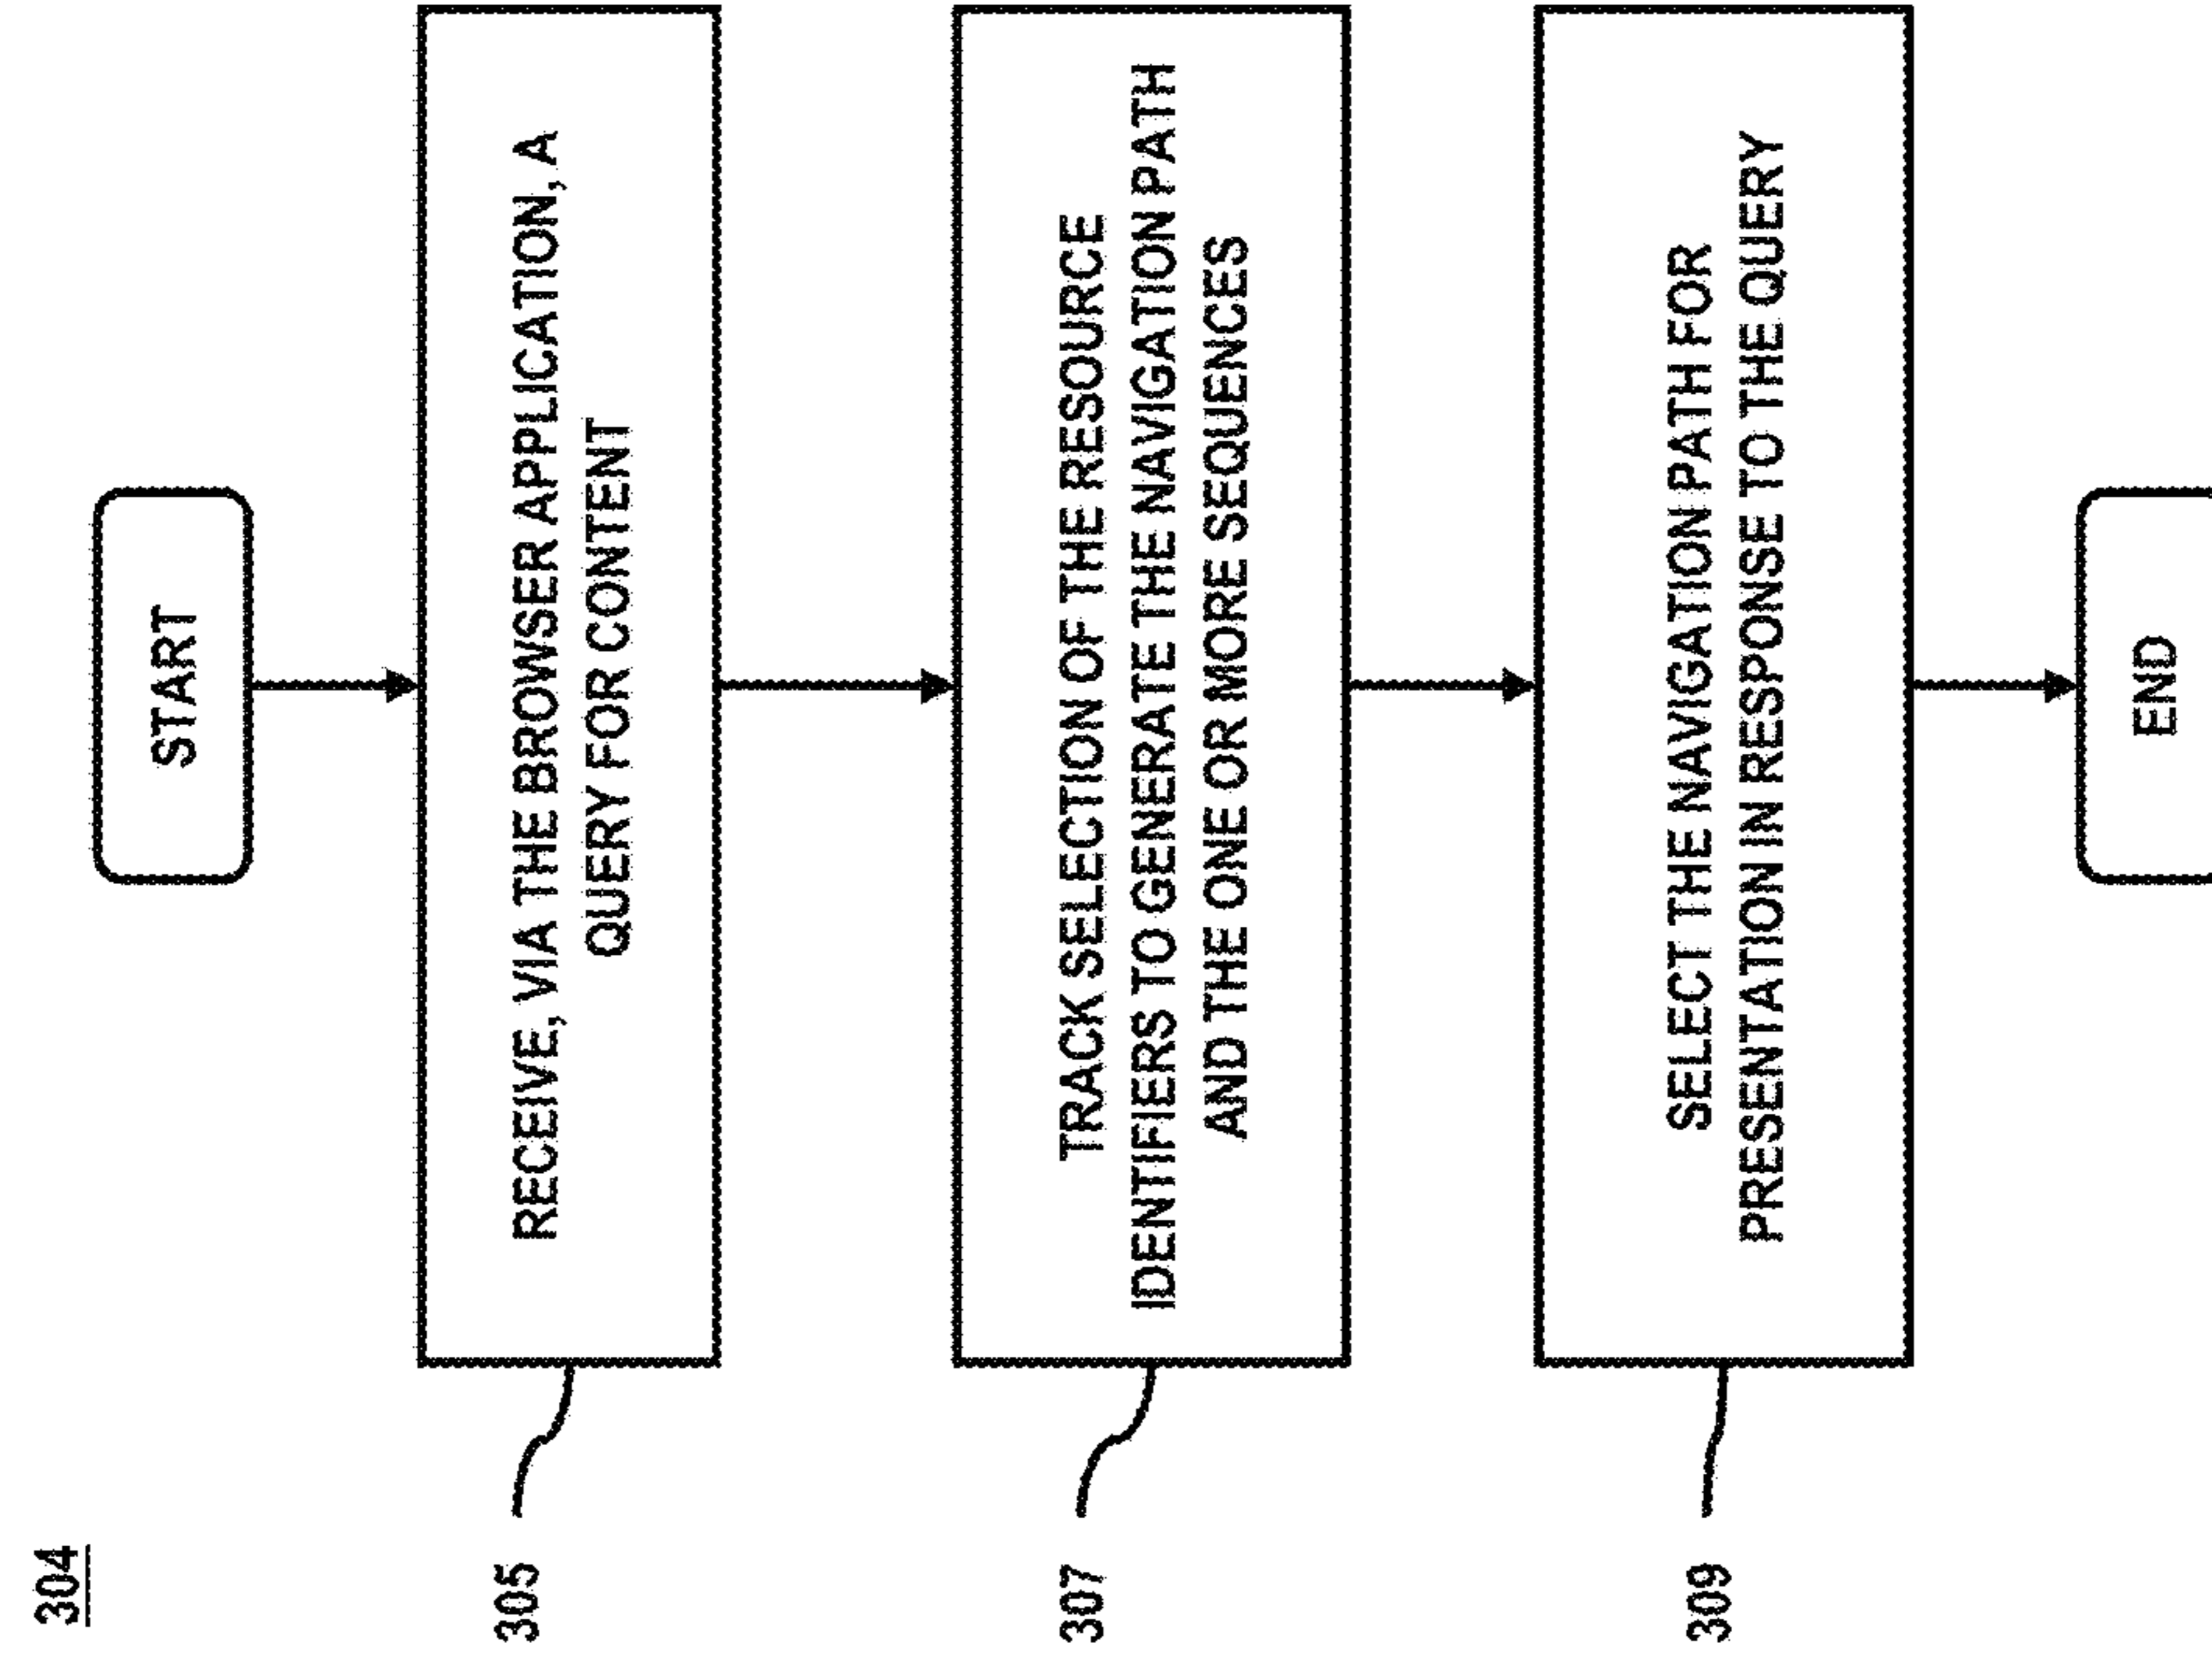 304
START
305
RECEIVE, VIA THE BROWSER APPLICATION, A
QUERY FOR CONTENT
307
TRACK SELECTION OF THE RESOURCE
IDENTIFIERS TO GENERATE THE NAVIGATION PATH
AND THE ONE OR MORE SEQUENCES
309
SELECT THE NAVIGATION PATH FOR
PRESENTATION IN RESPONSE TO THE QUERY
END